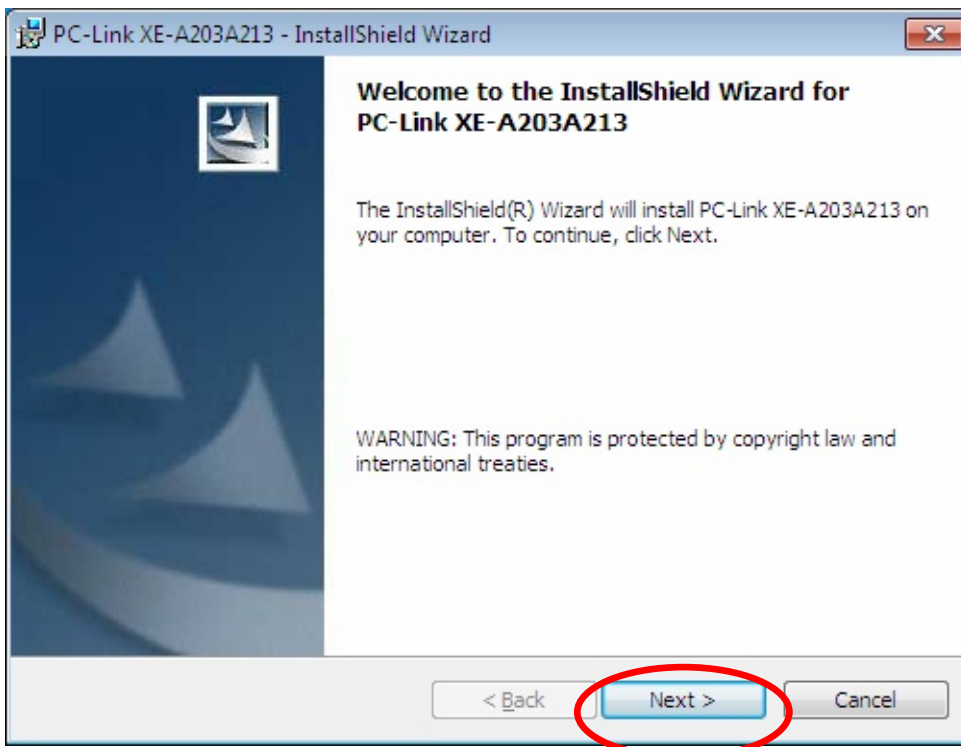 PC-Link XE-A203A213 - InstallShield Wizard
Welcome to the InstallShield Wizard for
PC-Link XE-A203A213
The InstallShield(R) Wizard will install PC-Link XE-A203A213 on
your computer. To continue, click Next.
WARNING: This program is protected by copyright law and
international treaties.
< Back Next > Cancel